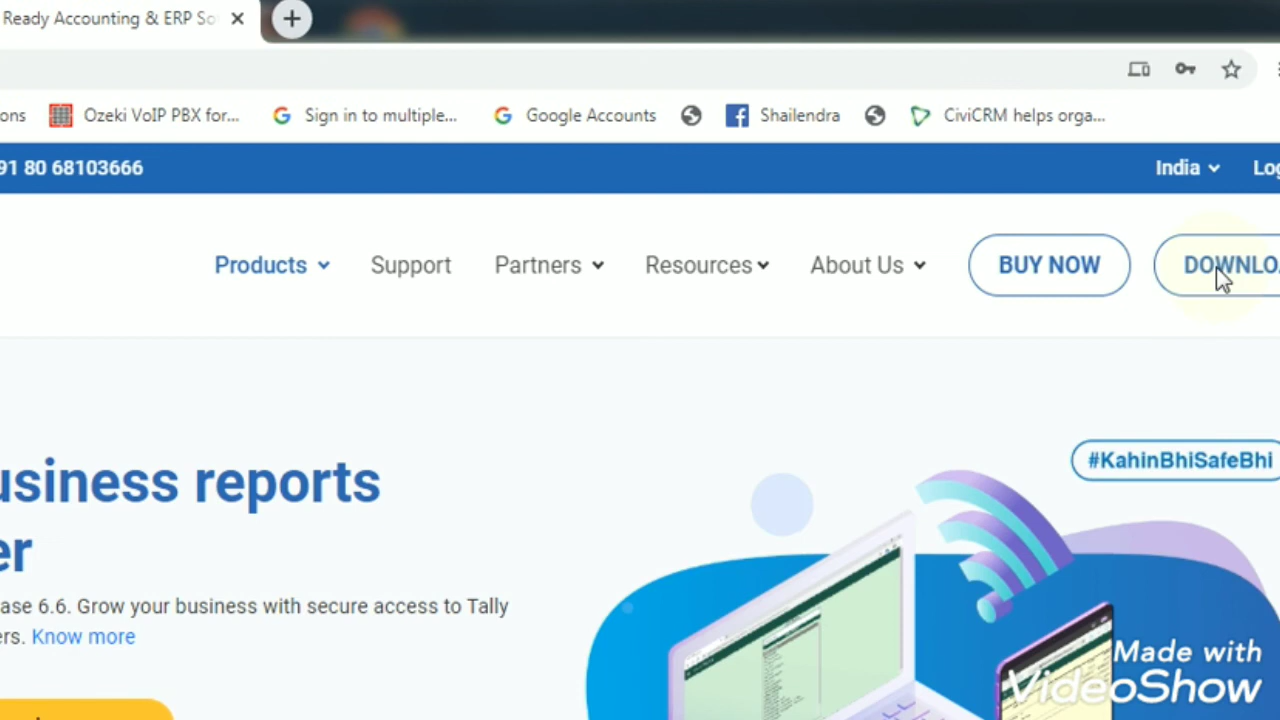 Ready Accounting & ERP So
ons Ozeki VoIP PBX for... Sign in to multiple... Google Accounts Shailendra CiviCRM helps orga...
91 80 68103666 India Log
Products Support Partners Resources About Us BUY NOW DOWNLOA
usiness reports
#KahinBhiSafeBhi
er
ase 6.6. Grow your business with secure access to Tally
ers. Know more
Made with
VideoShow